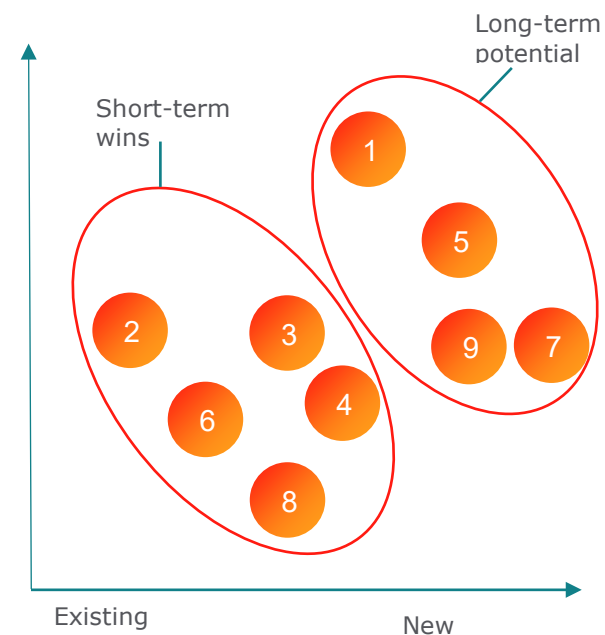 Long-term
potential
Short-term
wins
1
5
2
3
9
7
4
6
8
Existing
New